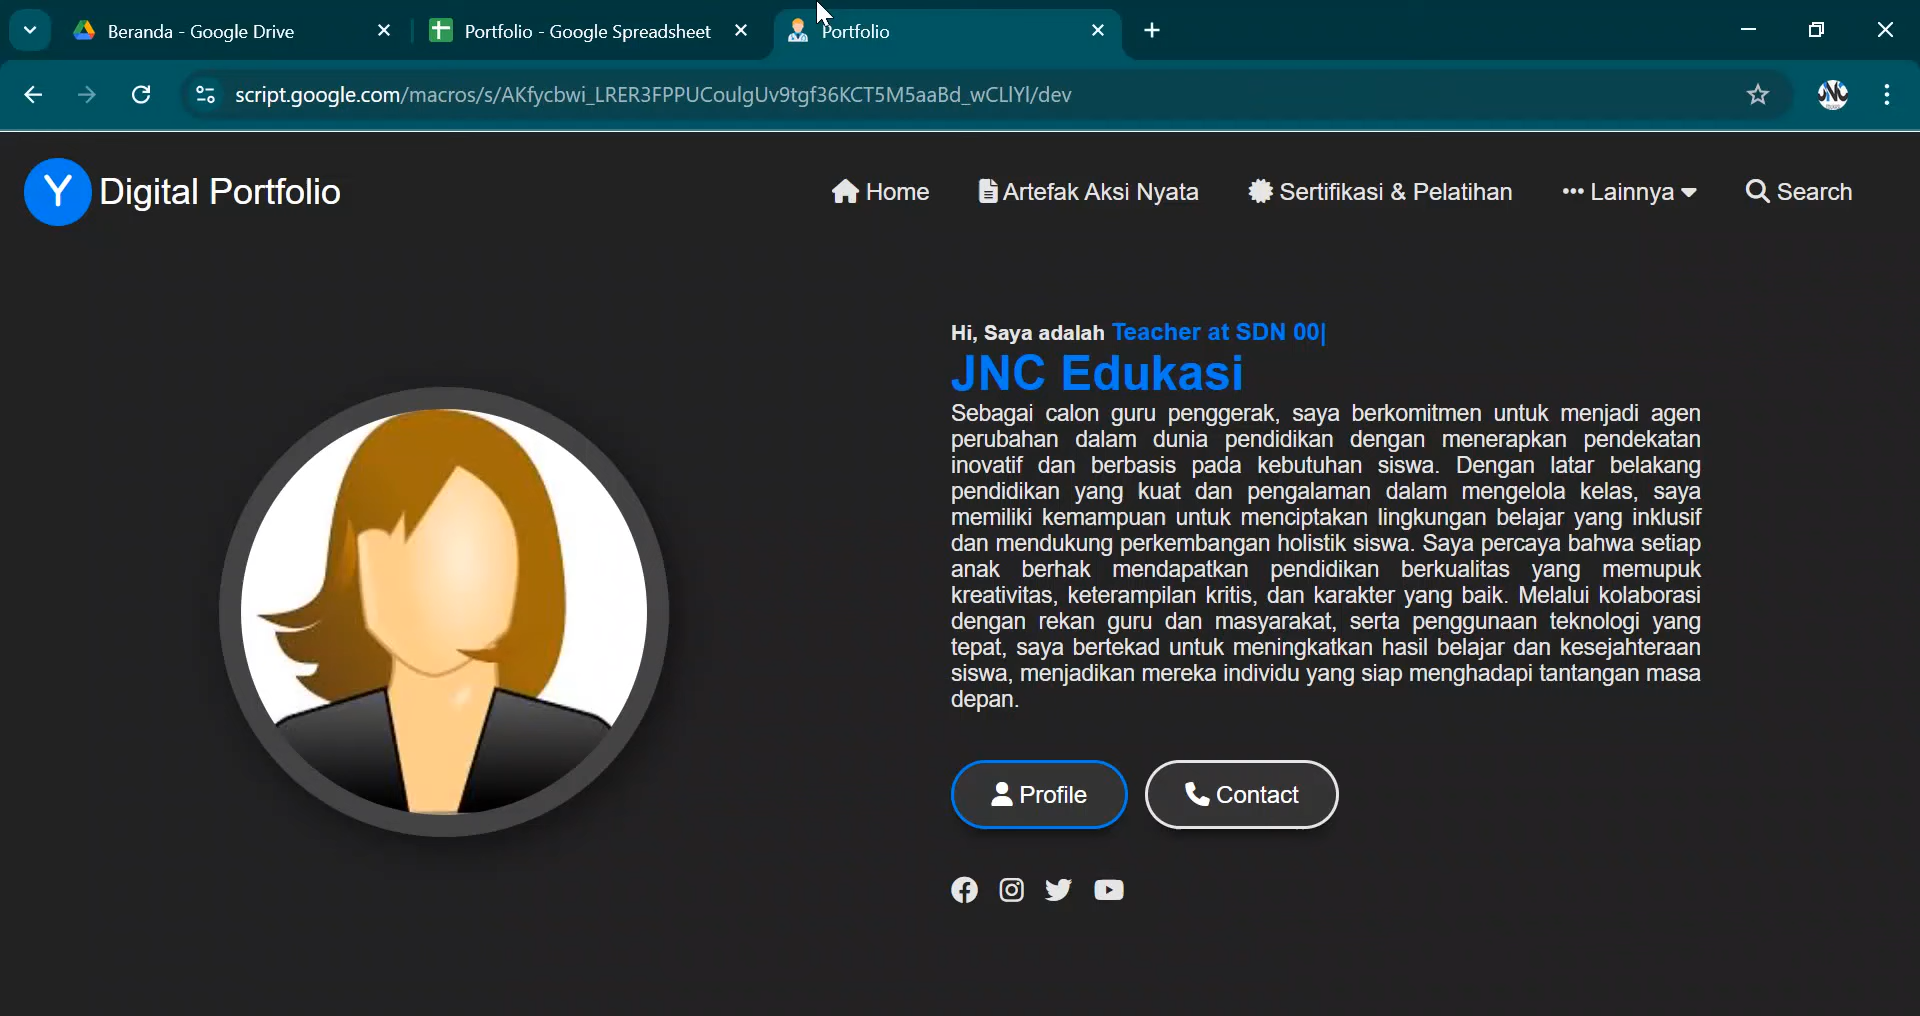 Beranda - Google Drive
Portfolio - Google Spreadsheet
Portfolio
script.google.com/macros/s/AKfycbwi_LRER3FPPUCoulgUv9tgf36KCT5M5aaBd_wCLlYl/dev
Y Digital Portfolio
Home
Artefak Aksi Nyata
Sertifikasi & Pelatihan
Lainnya
Search
Hi, Saya adalah Teacher at SDN 00|
JNC Edukasi
Sebagai calon guru penggerak, saya berkomitmen untuk menjadi agen
perubahan dalam dunia pendidikan dengan menerapkan pendekatan
inovatif dan berbasis pada kebutuhan siswa. Dengan latar belakang
pendidikan yang kuat dan pengalaman dalam mengelola kelas, saya
memiliki kemampuan untuk menciptakan lingkungan belajar yang inklusif
dan mendukung perkembangan holistik siswa. Saya percaya bahwa setiap
anak berhak mendapatkan pendidikan berkualitas yang memupuk
kreativitas, keterampilan kritis, dan karakter yang baik. Melalui kolaborasi
dengan rekan guru dan masyarakat, serta penggunaan teknologi yang
tepat, saya bertekad untuk meningkatkan hasil belajar dan kesejahteraan
siswa, menjadikan mereka individu yang siap menghadapi tantangan masa
depan.
Profile
Contact